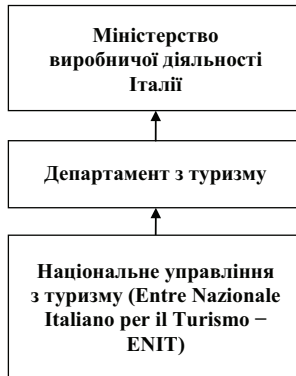 Міністерство
виробничої діяльності
Італії
Департамент з туризму
Національне управління
з туризму (Entre Nazionale
Italiano per il Turismo −
ENIT)